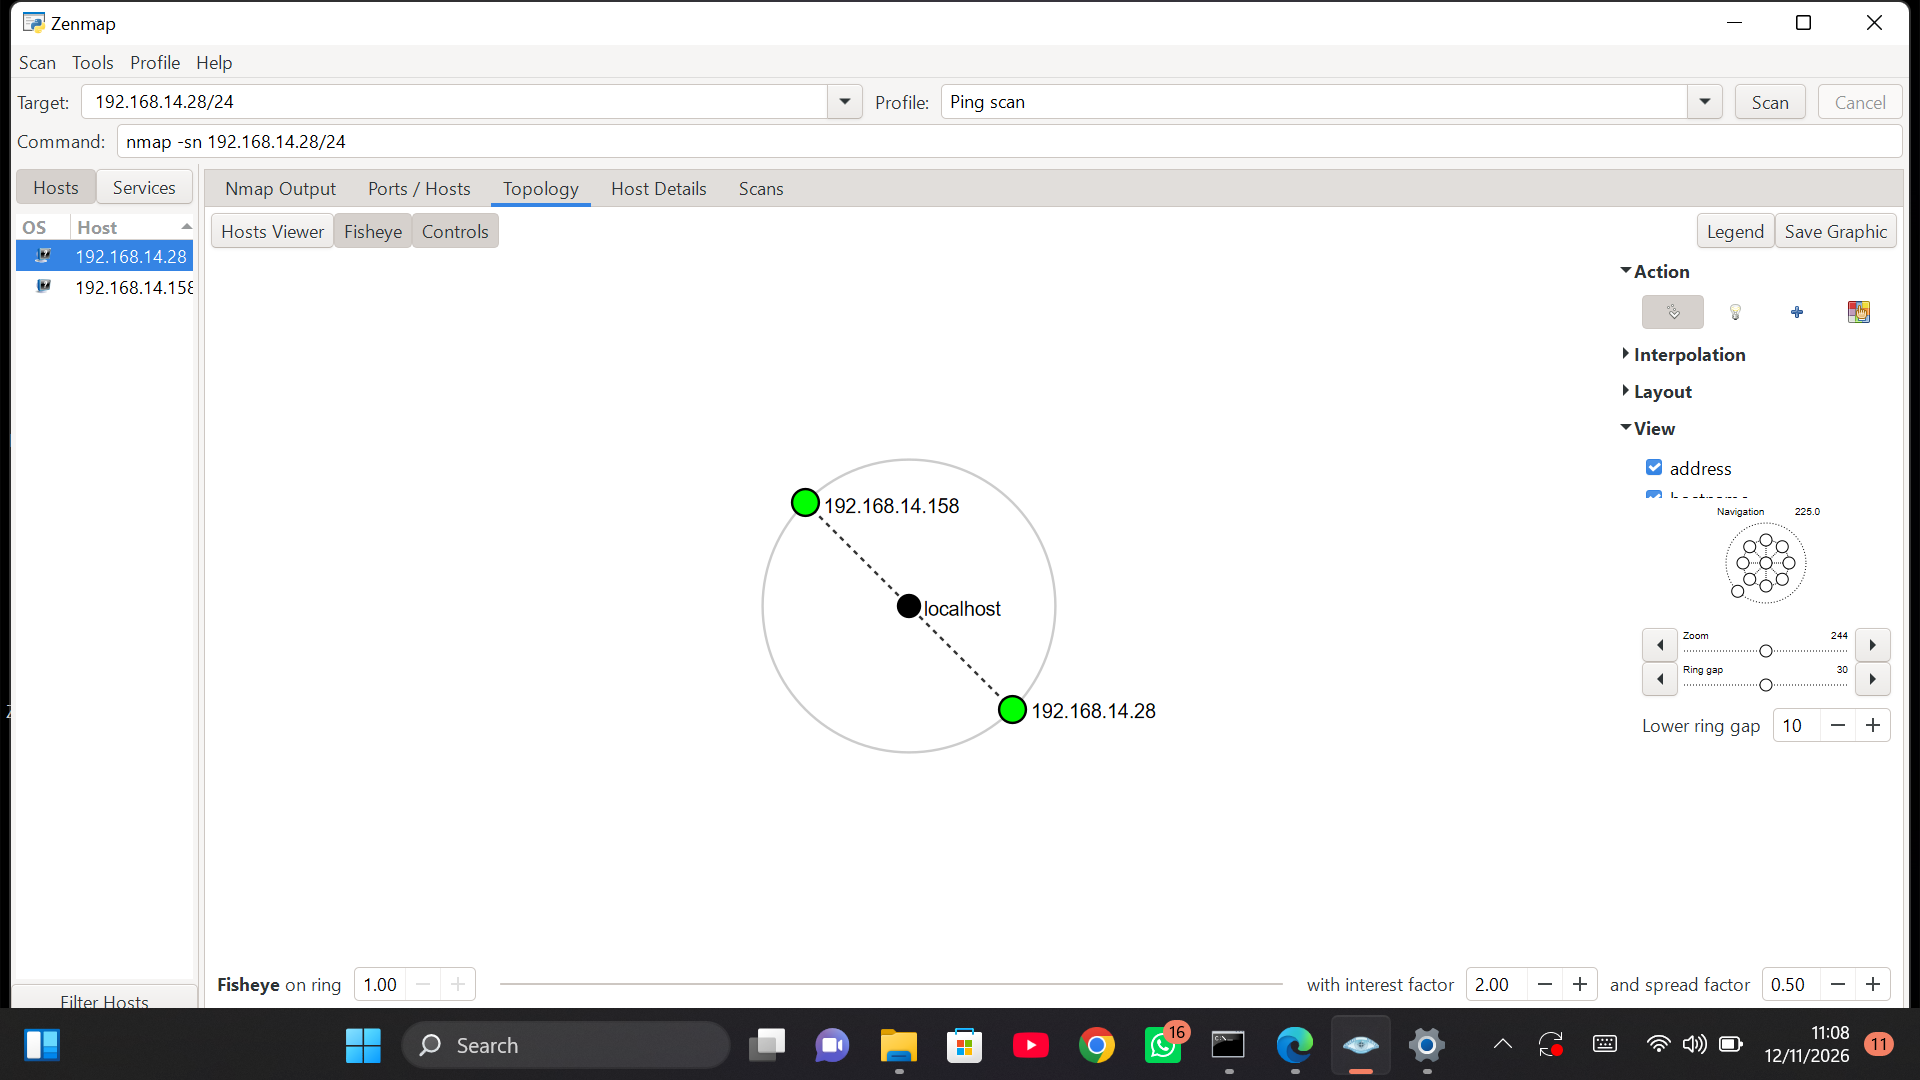 Zenmap
Scan Tools Profile Help
Target: 192.168.14.28/24 Profile: Ping scan Scan Cancel
Command: nmap -sn 192.168.14.28/24
Hosts Services Nmap Output Ports / Hosts Topology Host Details Scans
OS Host
Hosts Viewer Fisheye Controls Legend Save Graphic
192.168.14.28
192.168.14.158
Action
Interpolation
Layout
View
address
hostname
Navigation 225.0
192.168.14.158
localhost
192.168.14.28
Zoom 244
Ring gap 30
Lower ring gap 10
Fisheye on ring 1.00 with interest factor 2.00 and spread factor 0.50
Filter Hosts
Search
16
11:08
12/11/2026
11